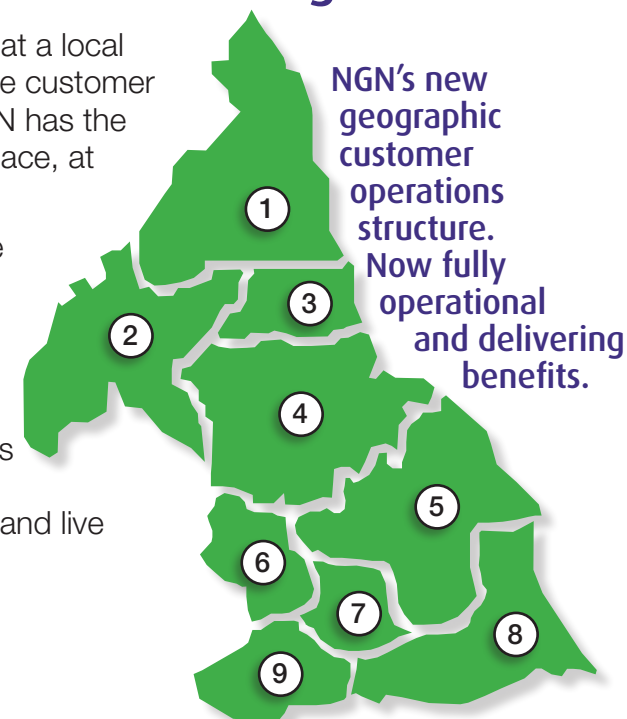 at a local
e customer
N has the
ace, at
e
s
and live
NGN's new
geographic
customer
operations
structure.
Now fully
operational
and delivering
benefits.
1
2
3
4
5
6
7
8
9